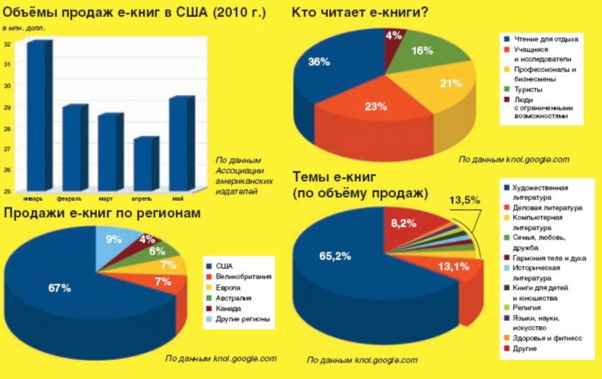 Объёмы продаж е-книг в США (2010 г.)
в млн. долл.
32
31
30
29
28
27
26
25
январь февраль март апрель май
По данным
Ассоциации
американских
издателей
Кто читает е-книги?
4%
16%
36%
21%
23%
Чтение для отдыха
Учащиеся
и исследователи
Профессионалы и
бизнесмены
Туристы
Люди
с ограниченными
возможностями
По данным knol.google.com
Продажи е-книг по регионам
9%
4%
6%
7%
7%
67%
США
Великобритания
Европа
Австралия
Канада
Другие регионы
По данным knol.google.com
Темы е-книг
(по объёму продаж)
13,5%
8,2%
65,2%
13,1%
Художественная
литература
Деловая литература
Компьютерная
литература
Семья, любовь,
дружба
Гармония тела и духа
Историческая
литература
Книги для детей
и юношества
Религия
Языки, науки,
искусство
Здоровье и фитнесс
Другие
По данным knol.google.com